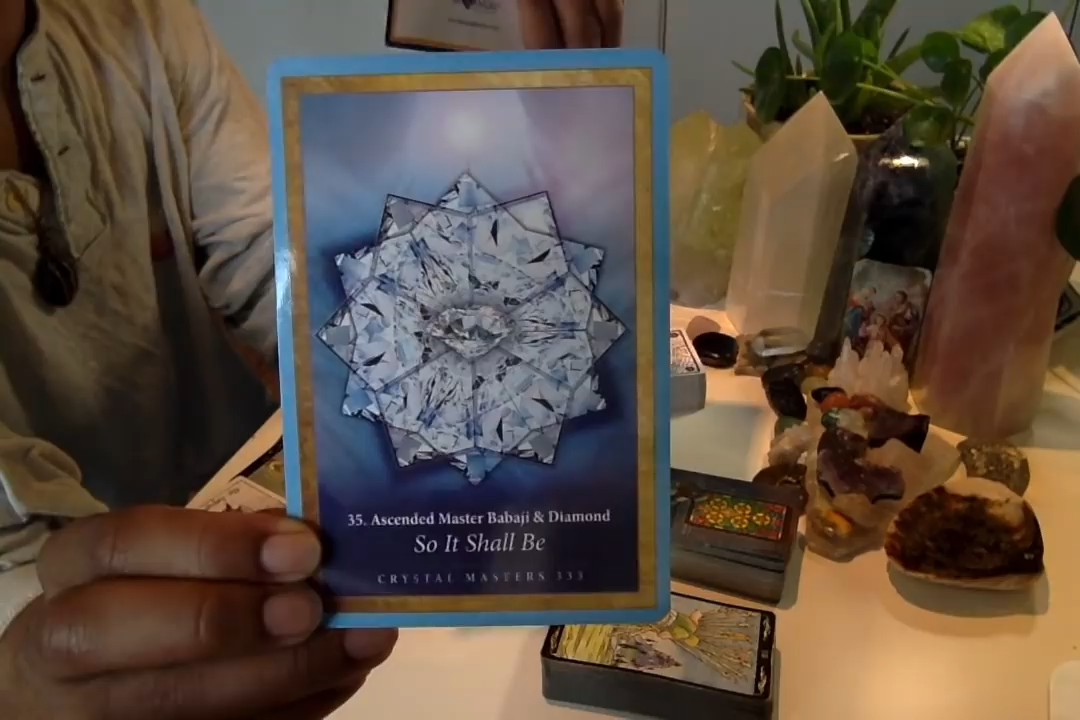 35. Ascended Master Babaji & Diamond
So It Shall Be
CRYSTAL MASTERS 333